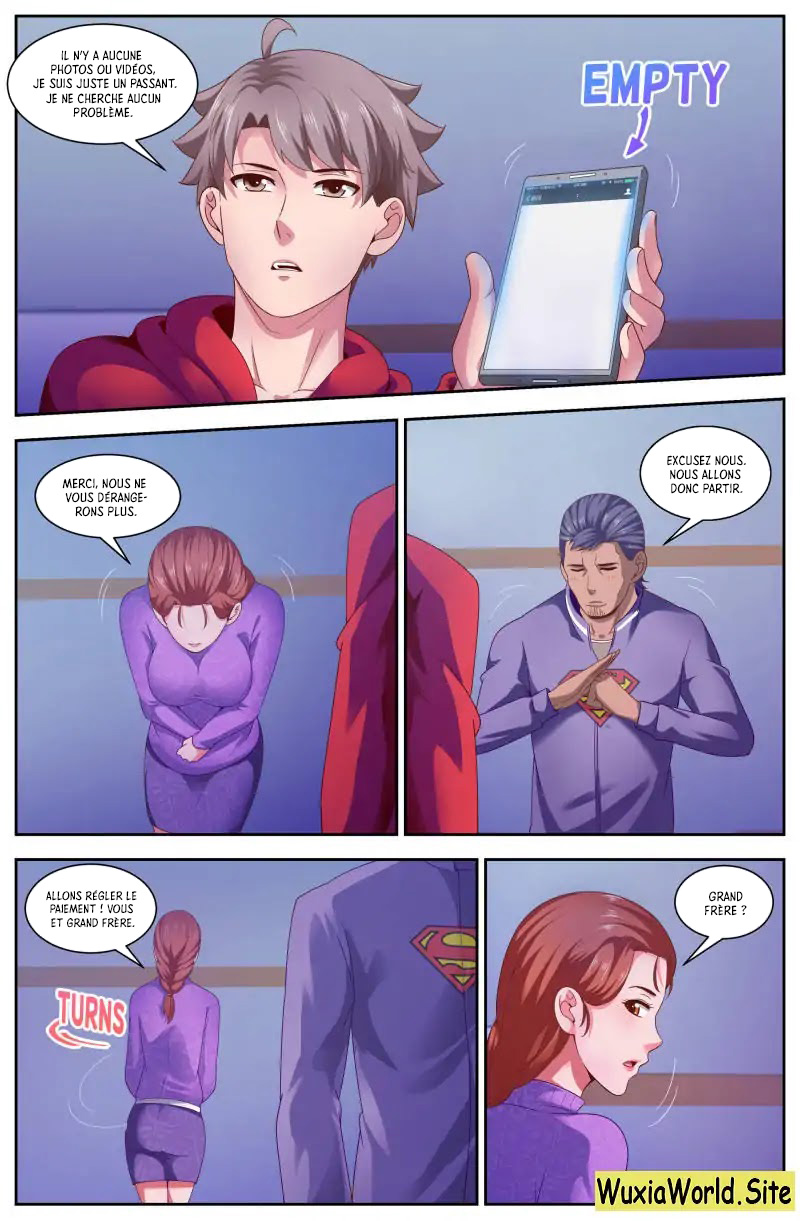 IL N'Y A AUCUNE
PHOTOS OU VIDÉOS,
JE SUIS JUSTE UN PASSANT.
JE NE CHERCHE AUCUN
PROBLÈME.
EMPTY
MERCI, NOUS NE
VOUS DÉRANGE-
RONS PLUS.
EXCUSEZ NOUS.
NOUS ALLONS
DONC PARTIR.
ALLONS RÉGLER LE
PAIEMENT ! VOUS
ET GRAND FRÈRE.
TURNS
GRAND
FRÈRE ?
WuxiaWorld.Site